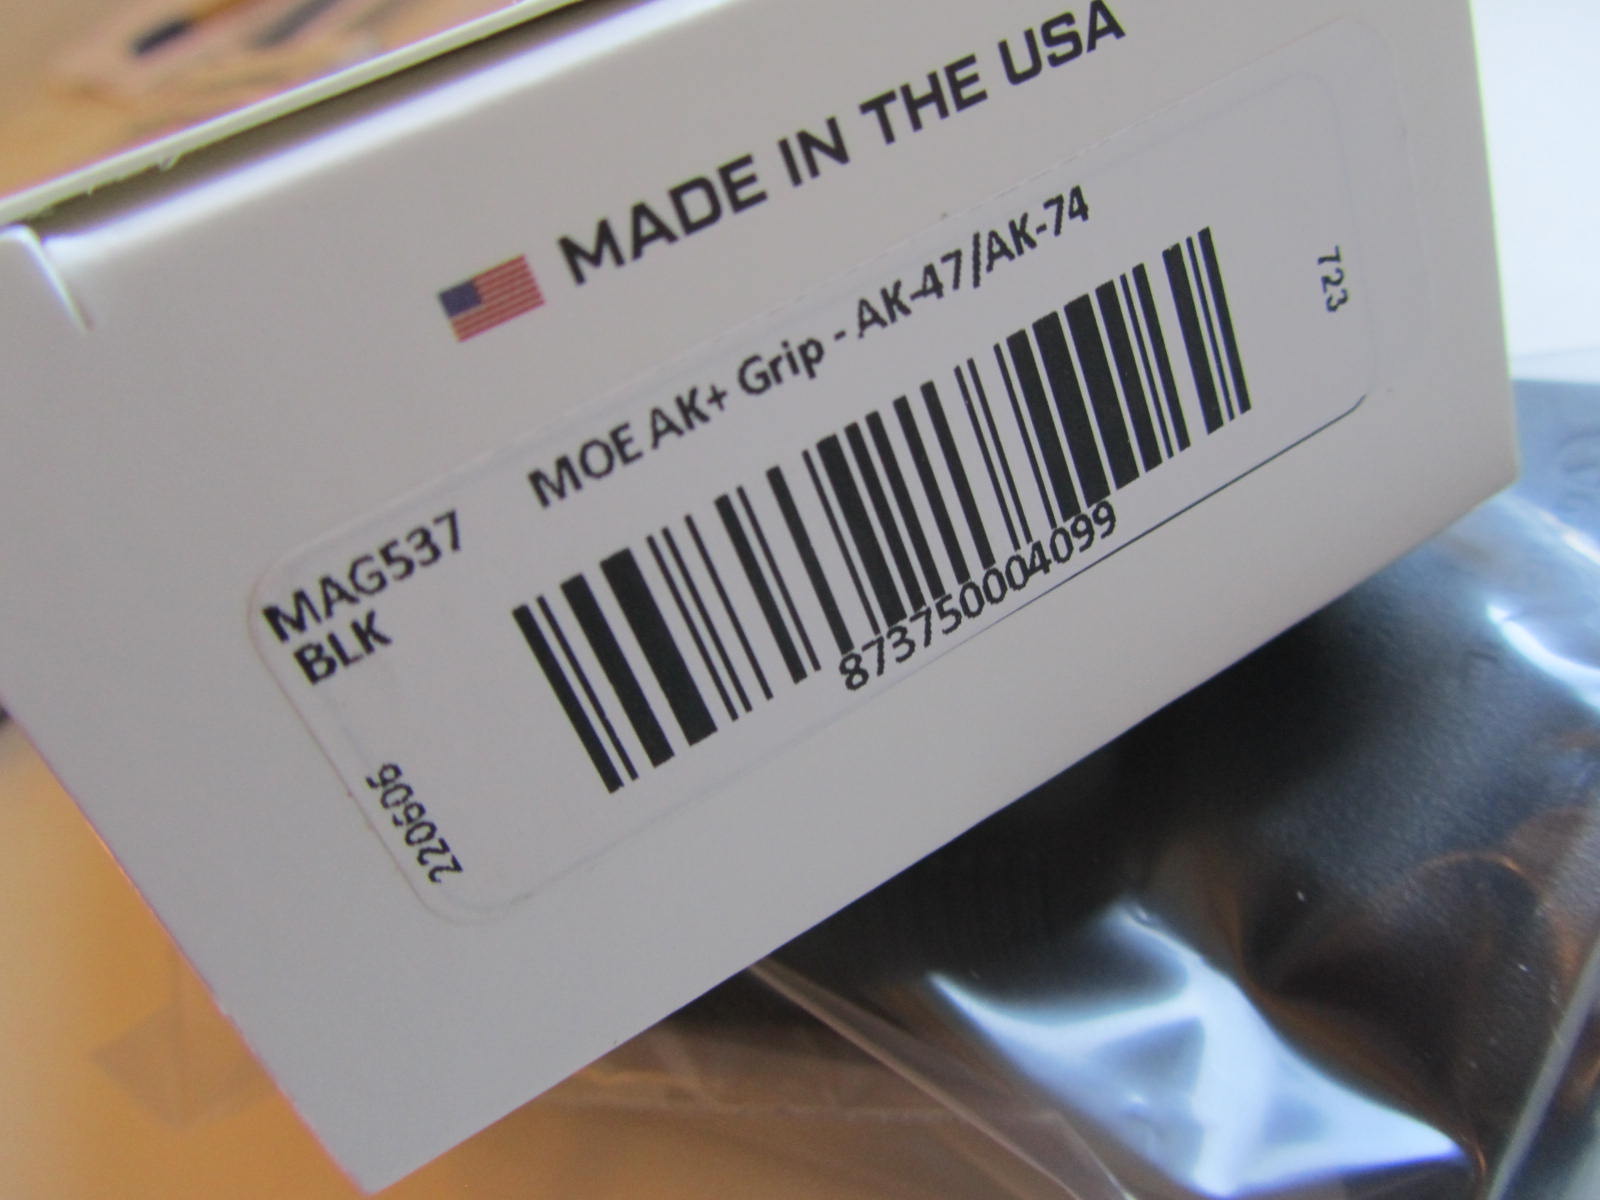 MADE IN THE USA
MAG537 MOE AK+ Grip - AK-47/AK-74
BLK
873750004099
220606
723